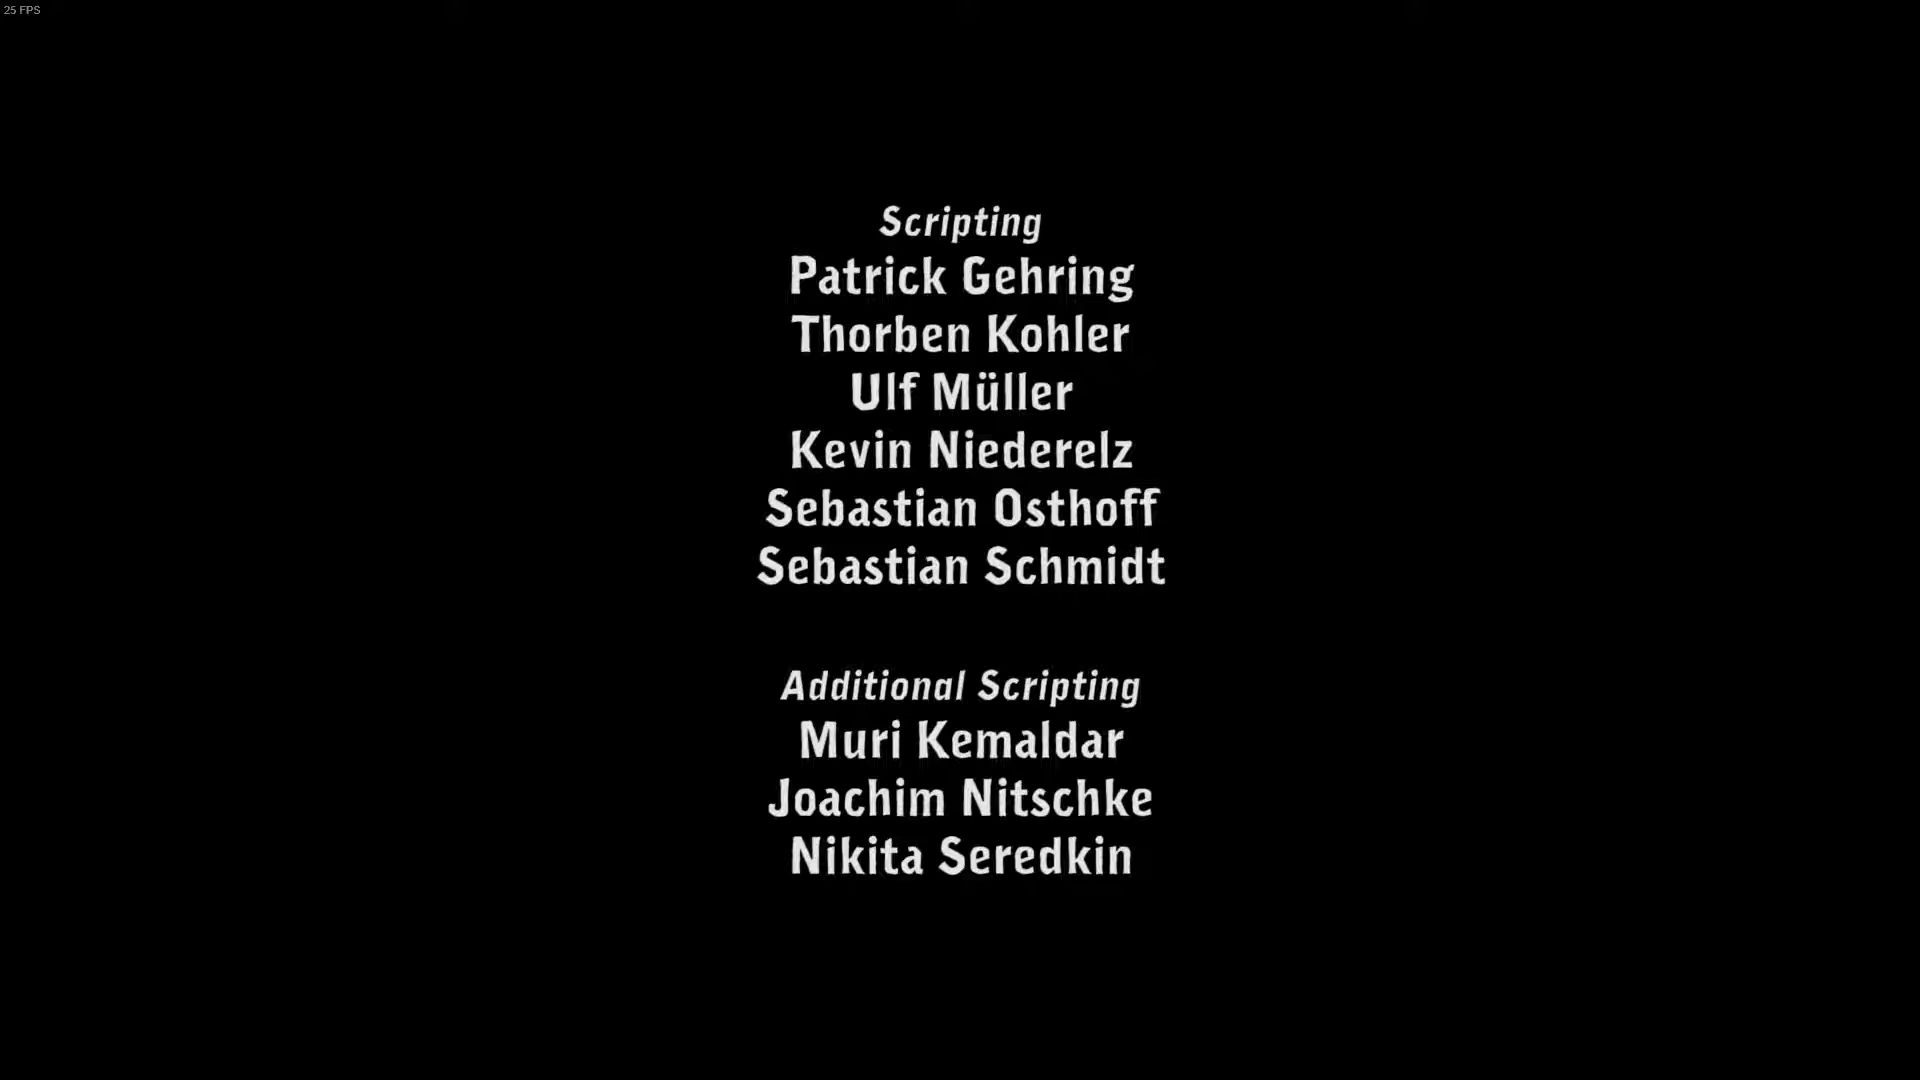 25 FPS
Scripting
Patrick Gehring
Thorben Kohler
Ulf Müller
Kevin Niederelz
Sebastian Osthoff
Sebastian Schmidt
Additional Scripting
Muri Kemaldar
Joachim Nitschke
Nikita Seredkin